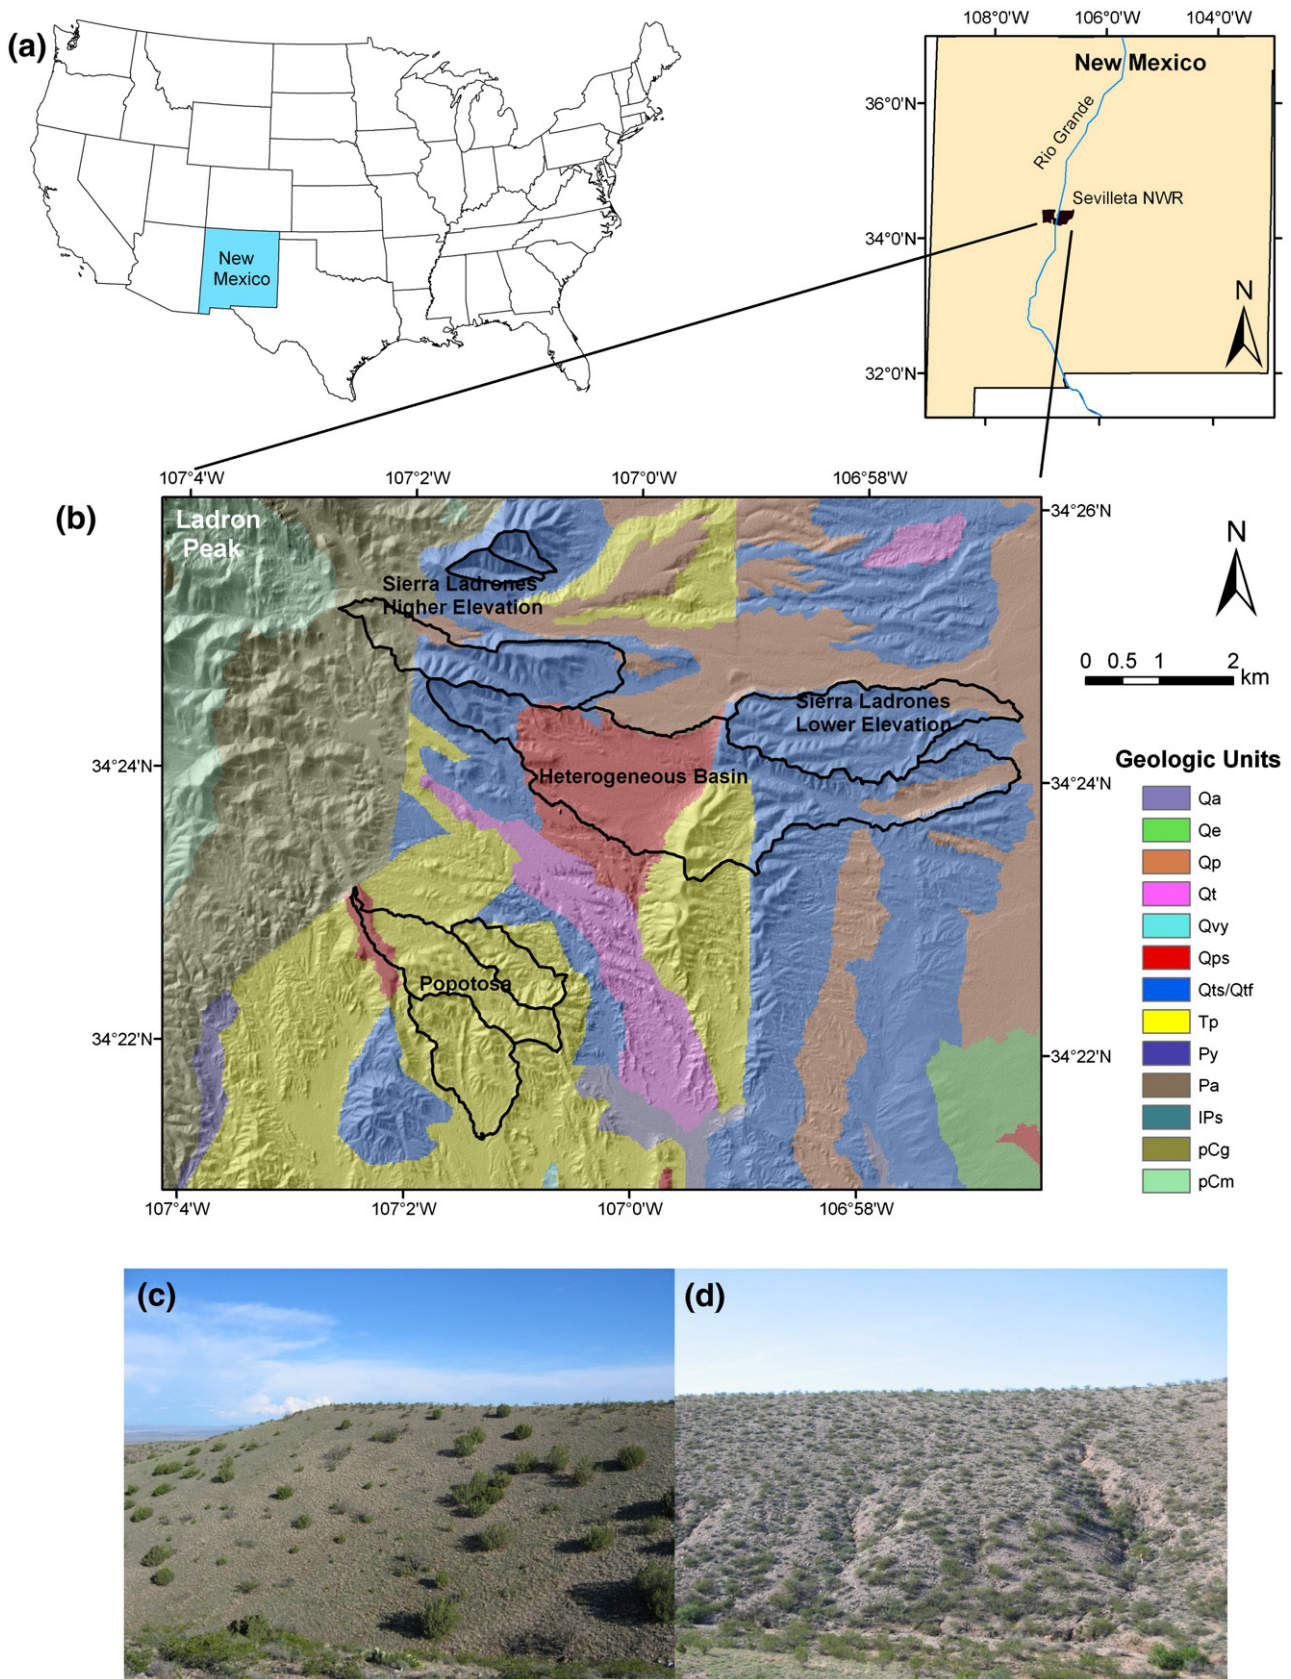 (a)
New
Mexico
108°0'W 106°0'W 104°0'W
New Mexico
36°0'N
Rio Grande
Sevilleta NWR
34°0'N
N
32°0'N
(b)
107°4'W 107°2'W 107°0'W 106°58'W
Ladron
Peak
34°26'N
Sierra Ladrones
Higher Elevation
N
0 0.5 1 2
km
Sierra Ladrones
Lower Elevation
34°24'N
Heterogeneous Basin
34°24'N
Geologic Units
Qa
Qe
Qp
Qt
Qvy
Qps
Qts/Qtf
Tp
Py
Pa
IPs
pCg
pCm
Popotosa
34°22'N
34°22'N
107°4'W 107°2'W 107°0'W 106°58'W
(c)
(d)